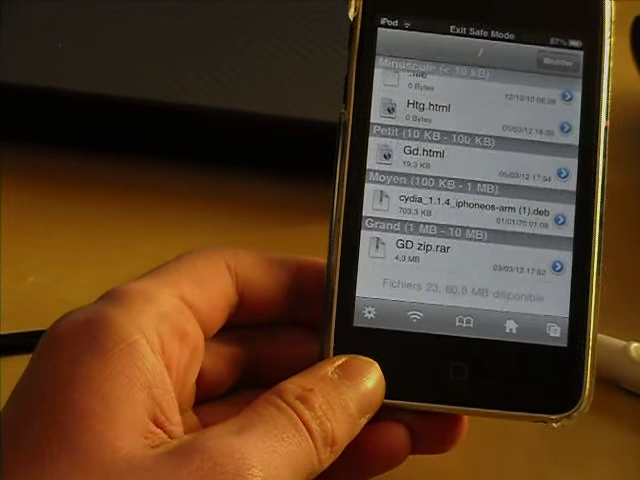 iPod
Exit Safe Mode
87%
/
Modifier
Minuscule (< 10 kB)
.file
0 Bytes
12/10/10 06:28
Htg.html
0 Bytes
05/03/12 18:00
Petit (10 KB - 100 KB)
Gd.html
19,3 KB
05/03/12 17:54
Moyen (100 KB - 1 MB)
cydia_1.1.4_iphoneos-arm (1).deb
703,3 KB
01/01/70 01:08
Grand (1 MB - 10 MB)
GD zip.rar
4,3 MB
03/03/12 17:52
Fichiers 23, 60,8 MB disponible